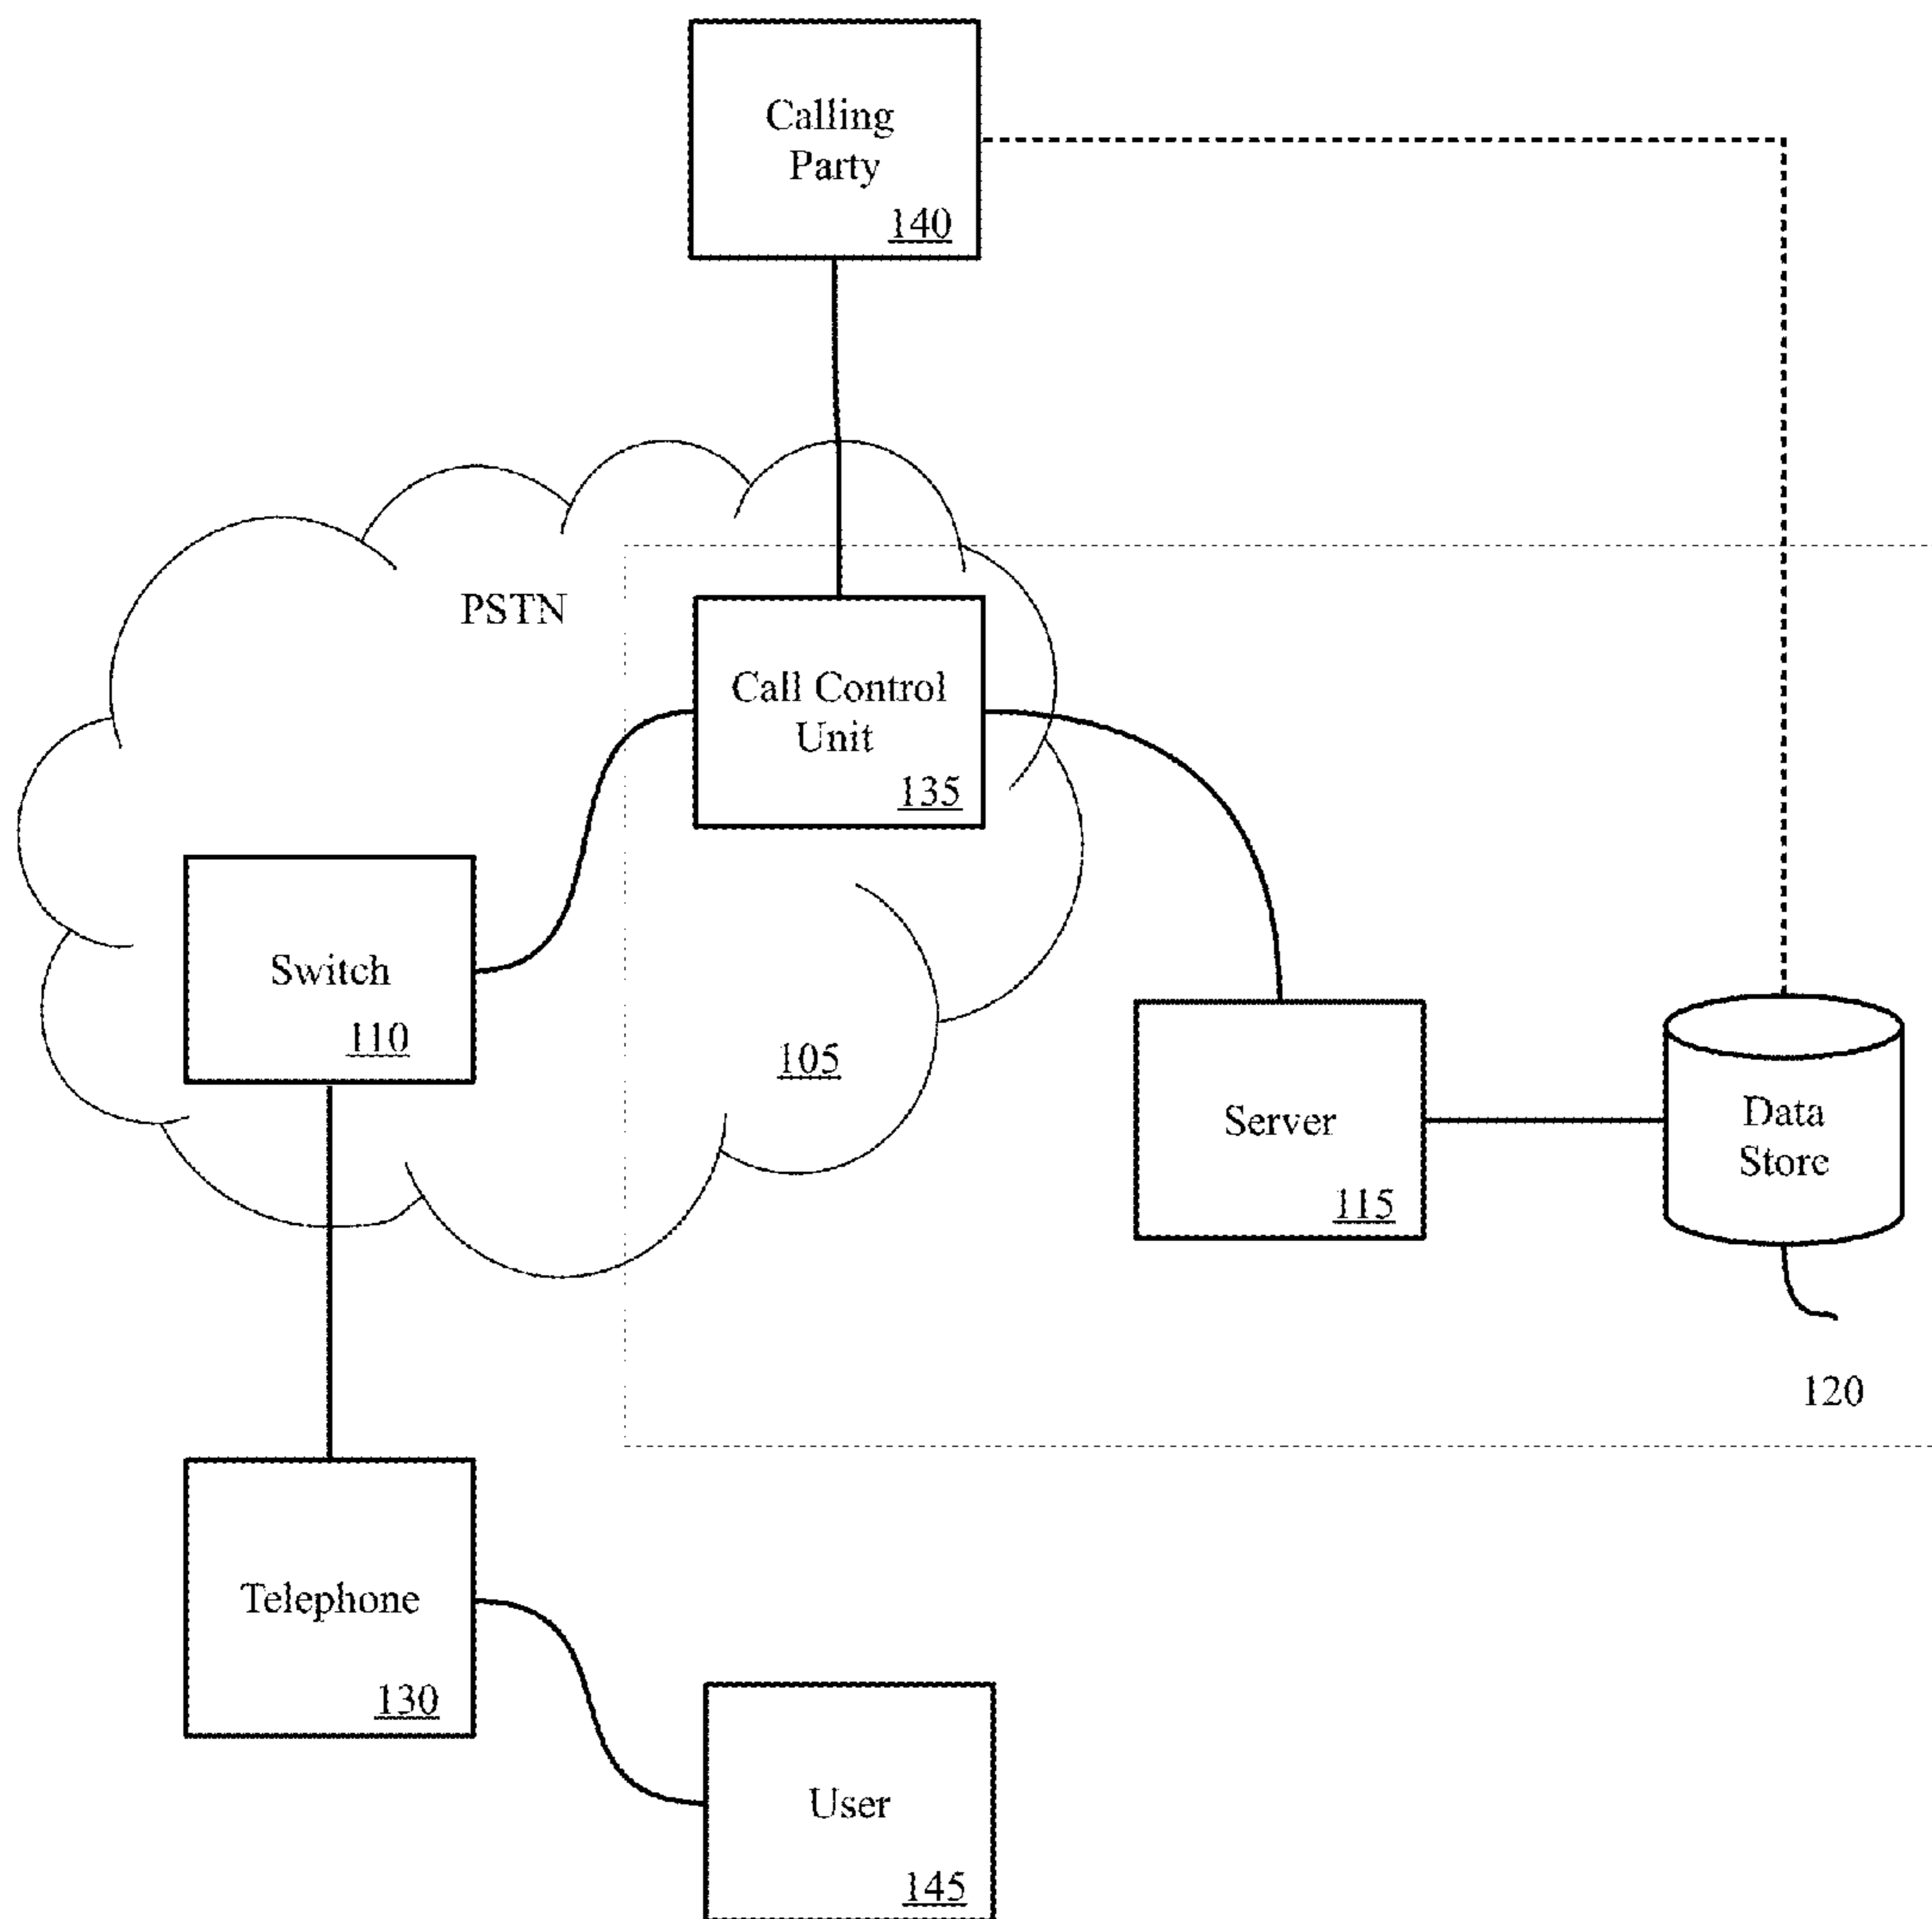 Calling
Party
140
PSTN
Call Control
Unit
135
Switch
110
105
Server
115
Data
Store
120
Telephone
130
User
145